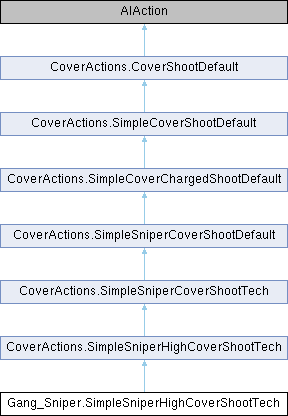 AIAction
CoverActions.CoverShootDefault
CoverActions.SimpleCoverShootDefault
CoverActions.SimpleCoverChargedShootDefault
CoverActions.SimpleSniperCoverShootDefault
CoverActions.SimpleSniperCoverShootTech
CoverActions.SimpleSniperHighCoverShootTech
Gang_Sniper.SimpleSniperHighCoverShootTech